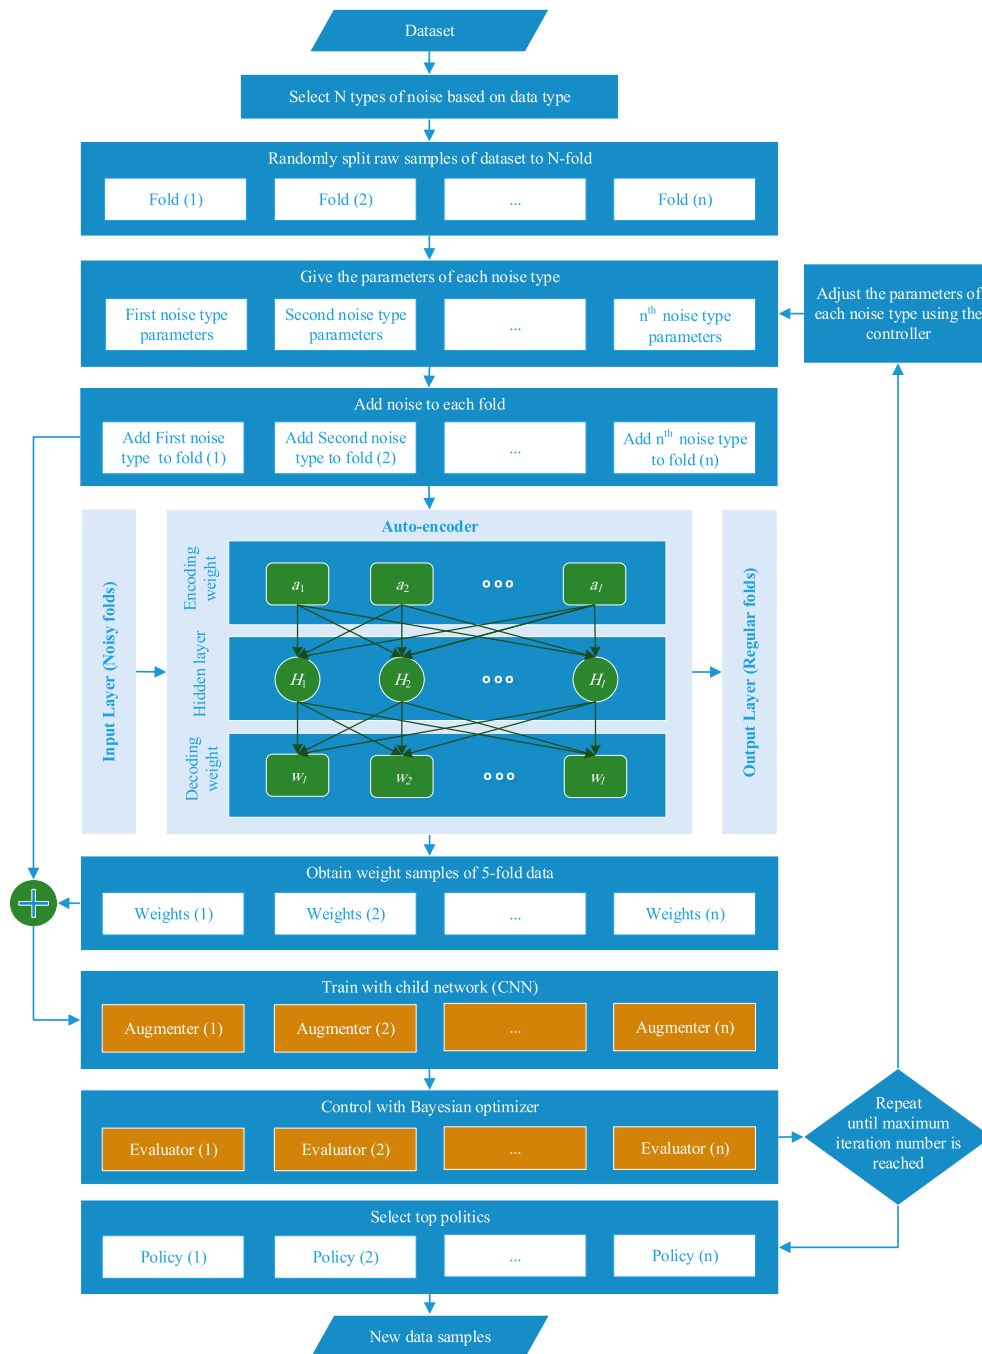 Dataset
Select N types of noise based on data type
Randomly split raw samples of dataset to N-fold
Fold (1)
Fold (2)
...
Fold (n)
Give the parameters of each noise type
First noise type
parameters
Second noise type
parameters
...
nth noise type
parameters
Adjust the parameters of
each noise type using the
controller
Add noise to each fold
Add First noise
type to fold (1)
Add Second noise
type to fold (2)
...
Add nth noise type
to fold (n)
Input Layer (Noisy folds)
Auto-encoder
Encoding
weight
a1
a2
ooo
aI
Hidden layer
H1
H2
ooo
HI
Decoding
weight
wI
w2
ooo
wI
Output Layer (Regular folds)
Obtain weight samples of 5-fold data
Weights (1)
Weights (2)
...
Weights (n)
Train with child network (CNN)
Augmenter (1)
Augmenter (2)
...
Augmenter (n)
Control with Bayesian optimizer
Evaluator (1)
Evaluator (2)
...
Evaluator (n)
Repeat
until maximum
iteration number is
reached
Select top politics
Policy (1)
Policy (2)
...
Policy (n)
New data samples